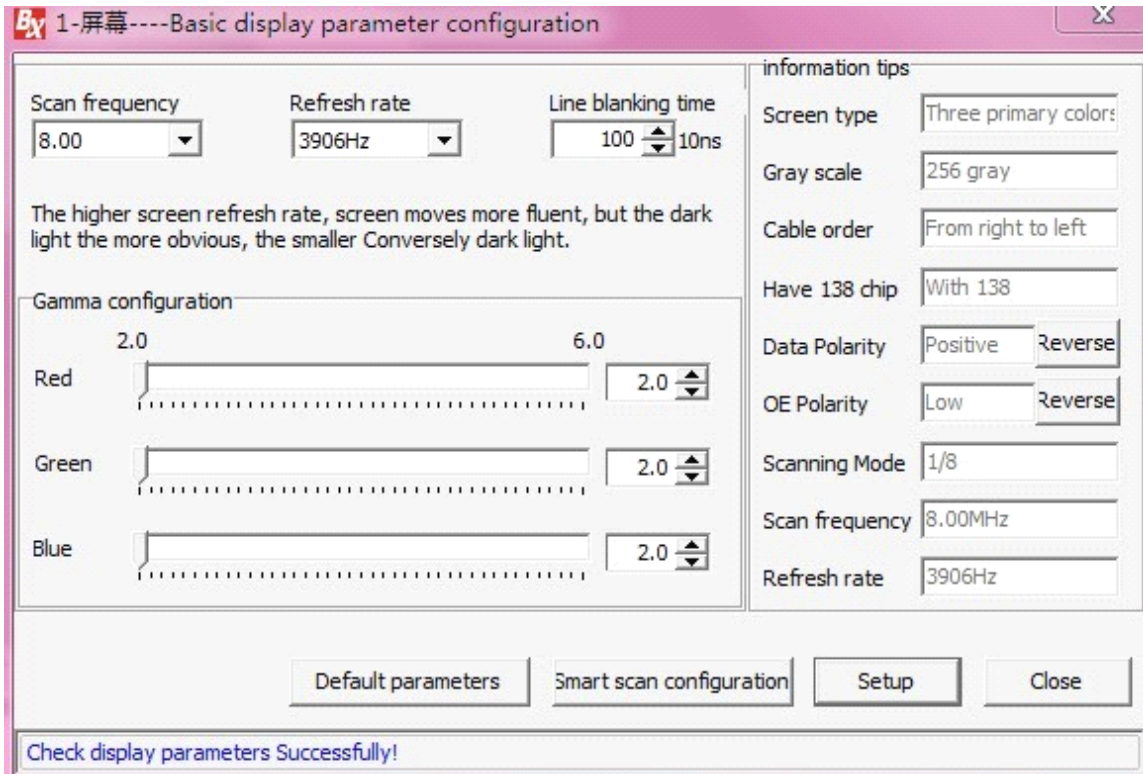 BX 1-屏幕----Basic display parameter configuration X
Scan frequency Refresh rate Line blanking time
8.00 3906Hz 100 10ns
The higher screen refresh rate, screen moves more fluent, but the dark
light the more obvious, the smaller Conversely dark light.
Gamma configuration
2.0 6.0
Red 2.0
Green 2.0
Blue 2.0
information tips
Screen type Three primary colors
Gray scale 256 gray
Cable order From right to left
Have 138 chip With 138
Data Polarity Positive Reverse
OE Polarity Low Reverse
Scanning Mode 1/8
Scan frequency 8.00MHz
Refresh rate 3906Hz
Default parameters Smart scan configuration Setup Close
Check display parameters Successfully!